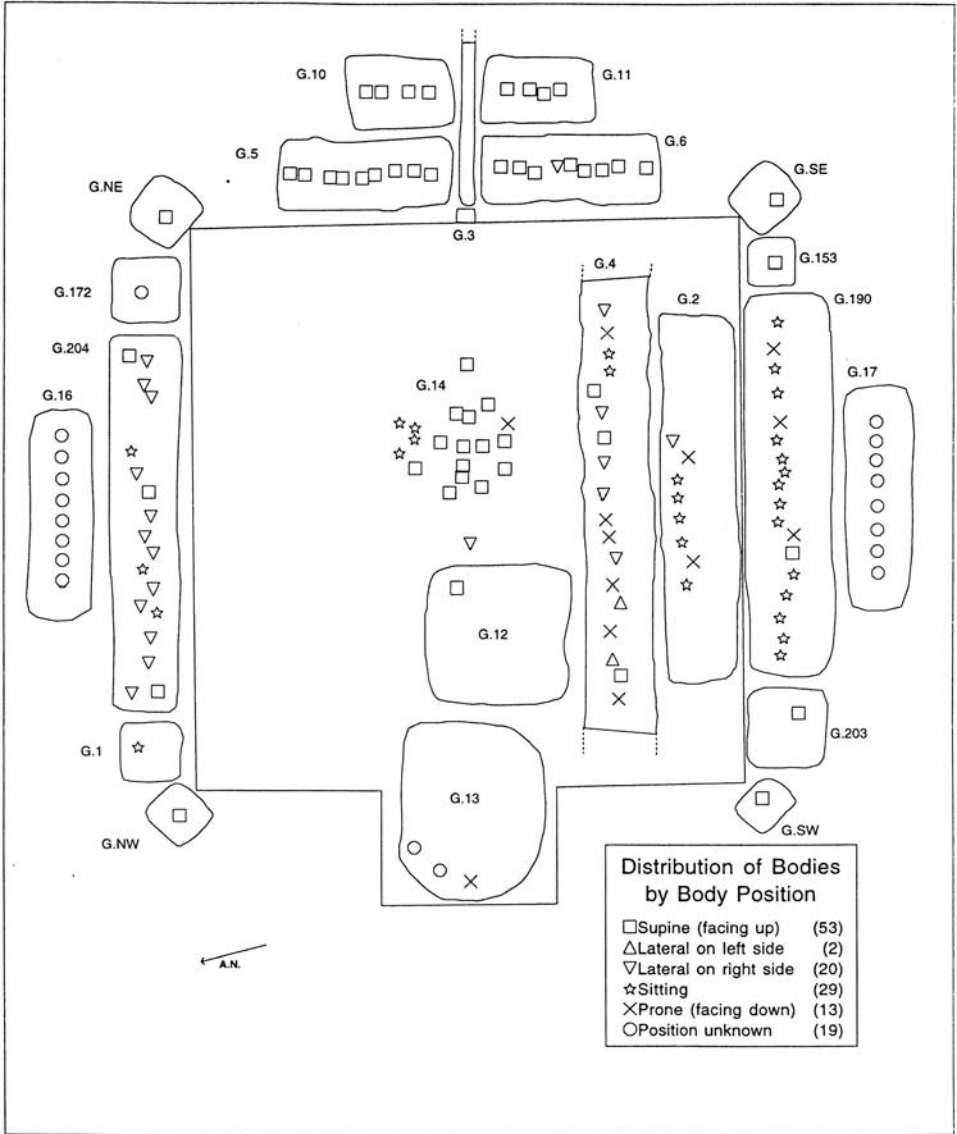 G.10
G.11
G.5
G.6
G.NE
G.SE
G.3
G.153
G.172
G.4
G.2
G.190
G.204
G.14
G.16
G.17
G.12
G.1
G.13
G.203
G.NW
G.SW
Distribution of Bodies
by Body Position
Supine (facing up) (53)
Lateral on left side (2)
Lateral on right side (20)
Sitting (29)
Prone (facing down) (13)
Position unknown (19)
A.N.